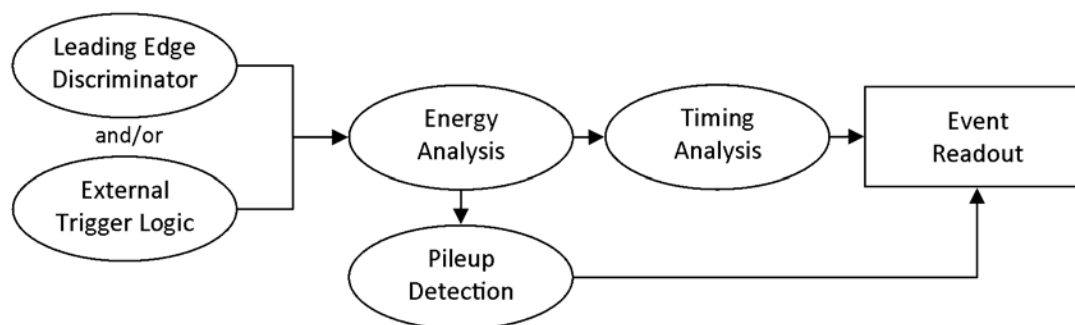 Leading Edge
Discriminator
and/or
External
Trigger Logic
Energy
Analysis
Timing
Analysis
Event
Readout
Pileup
Detection